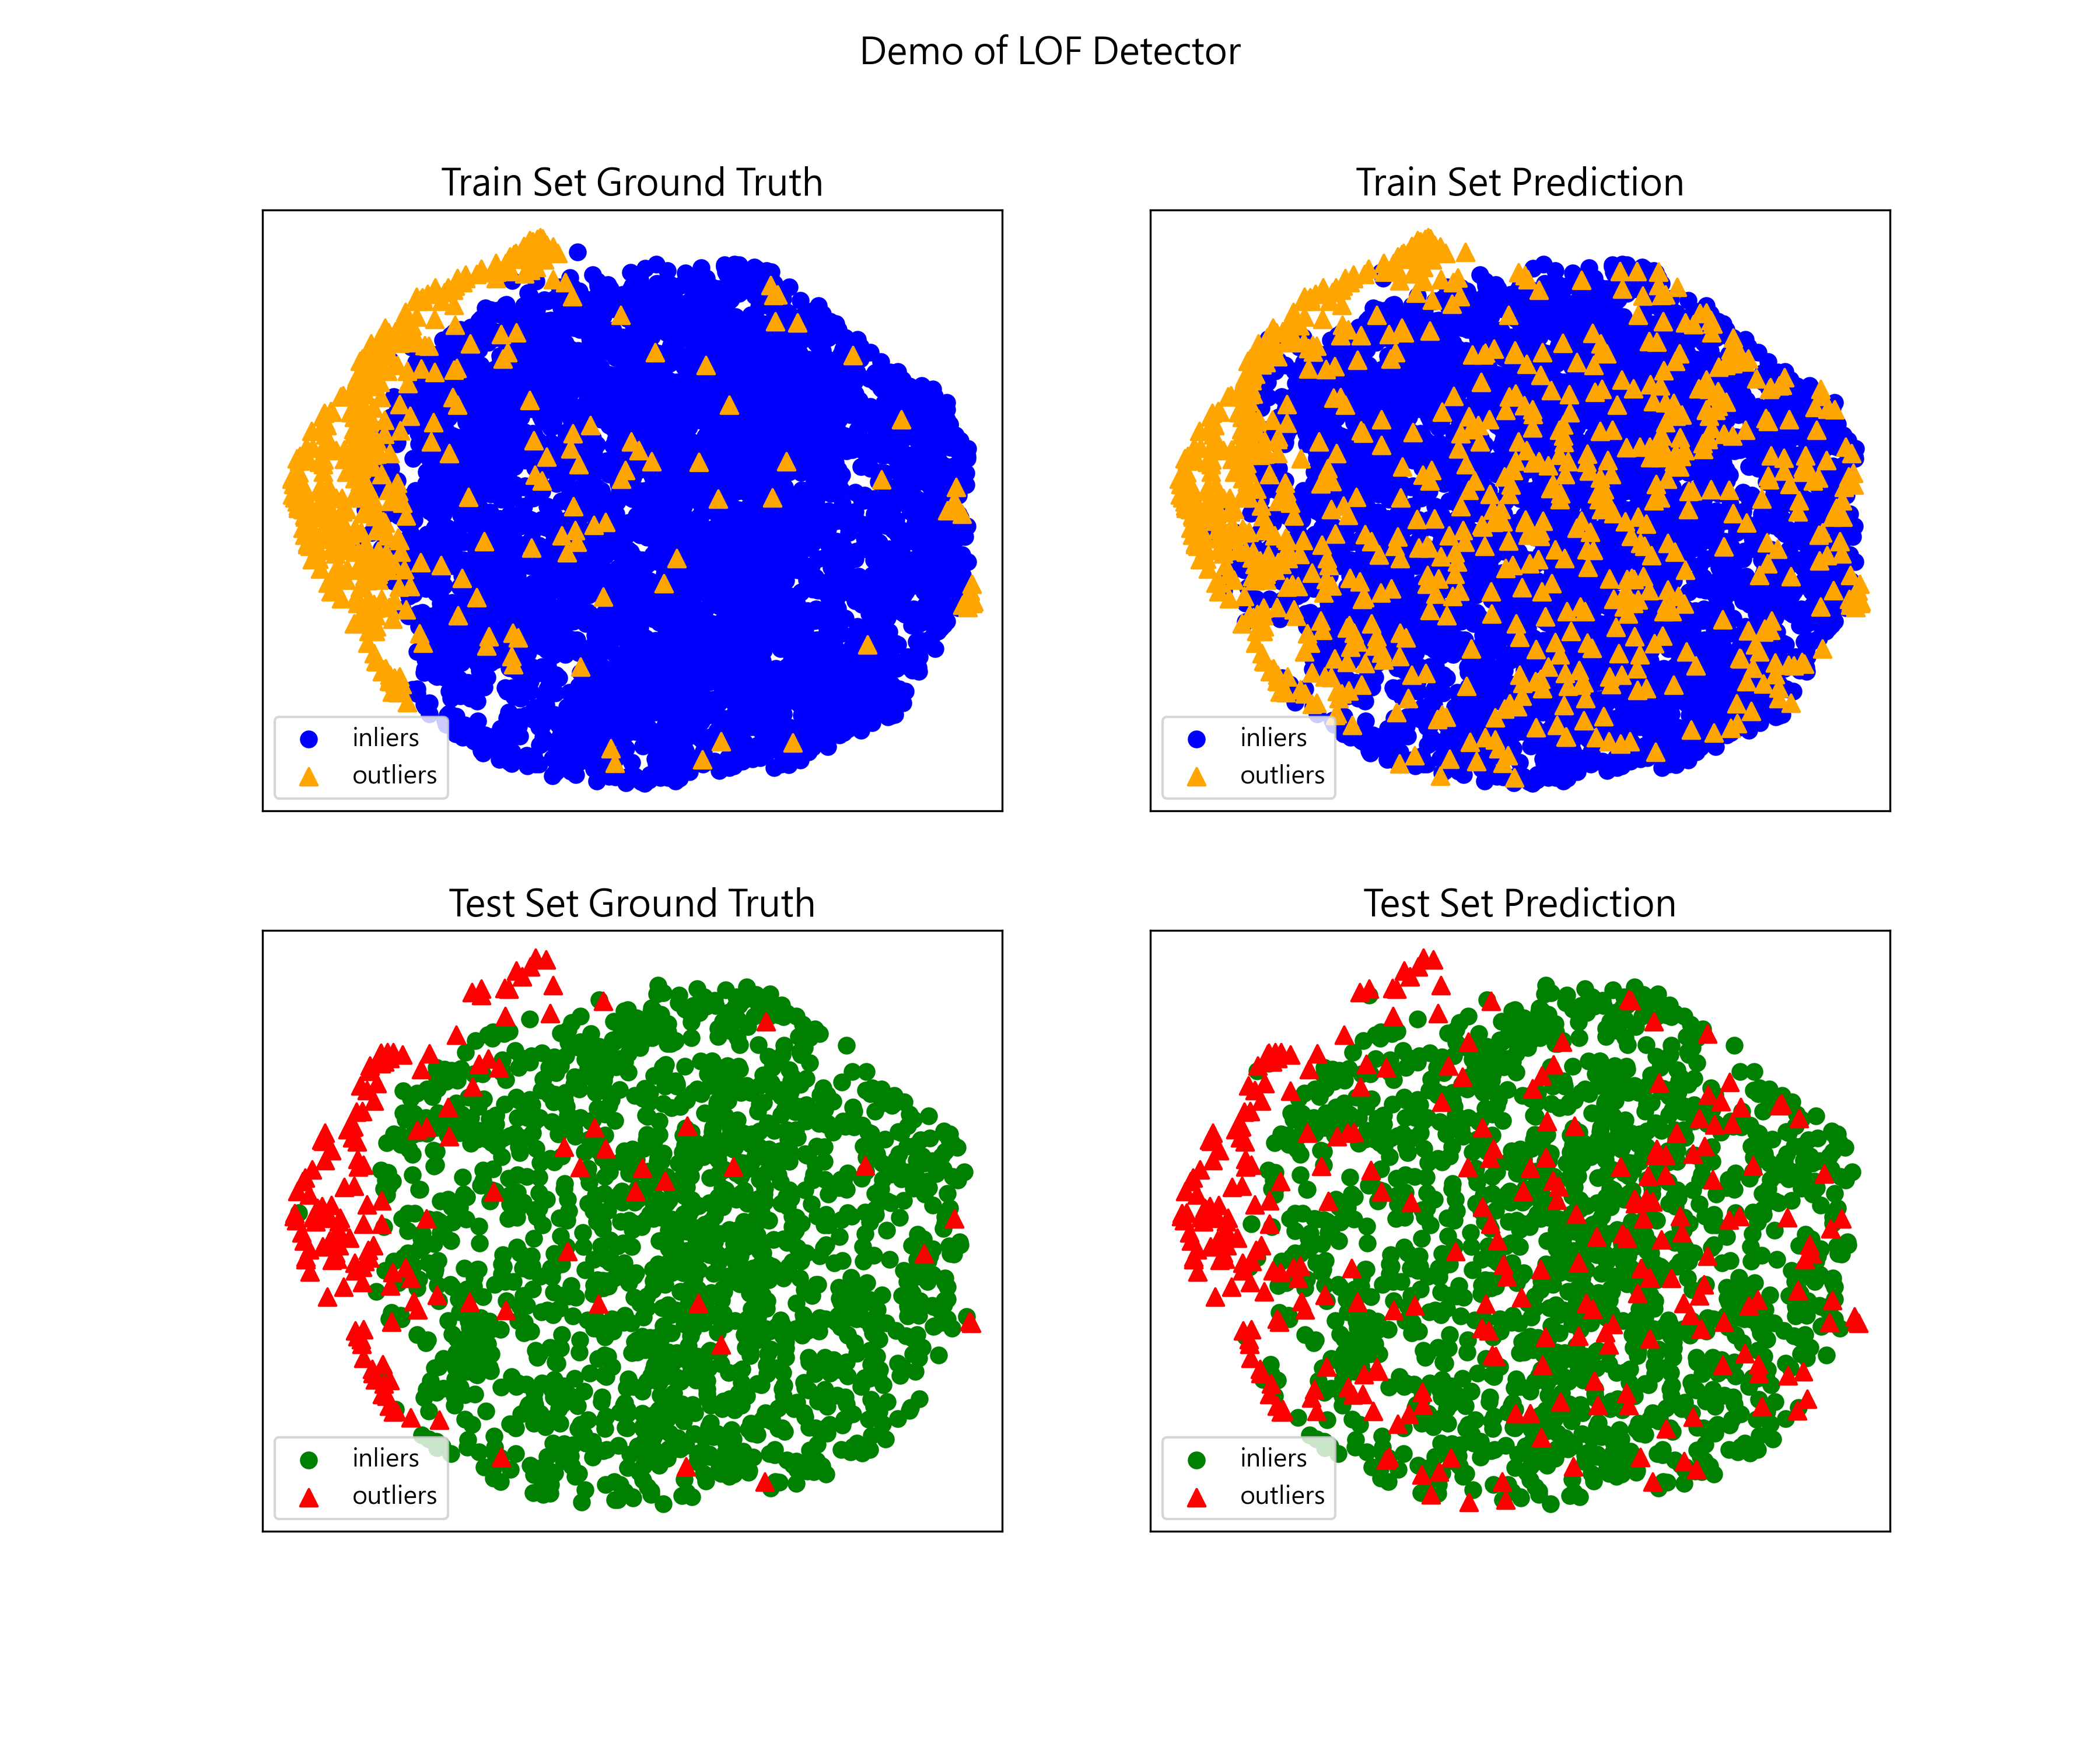 Demo of LOF Detector
Train Set Ground Truth
Train Set Prediction
inliers
outliers
inliers
outliers
Test Set Ground Truth
Test Set Prediction
inliers
outliers
inliers
outliers